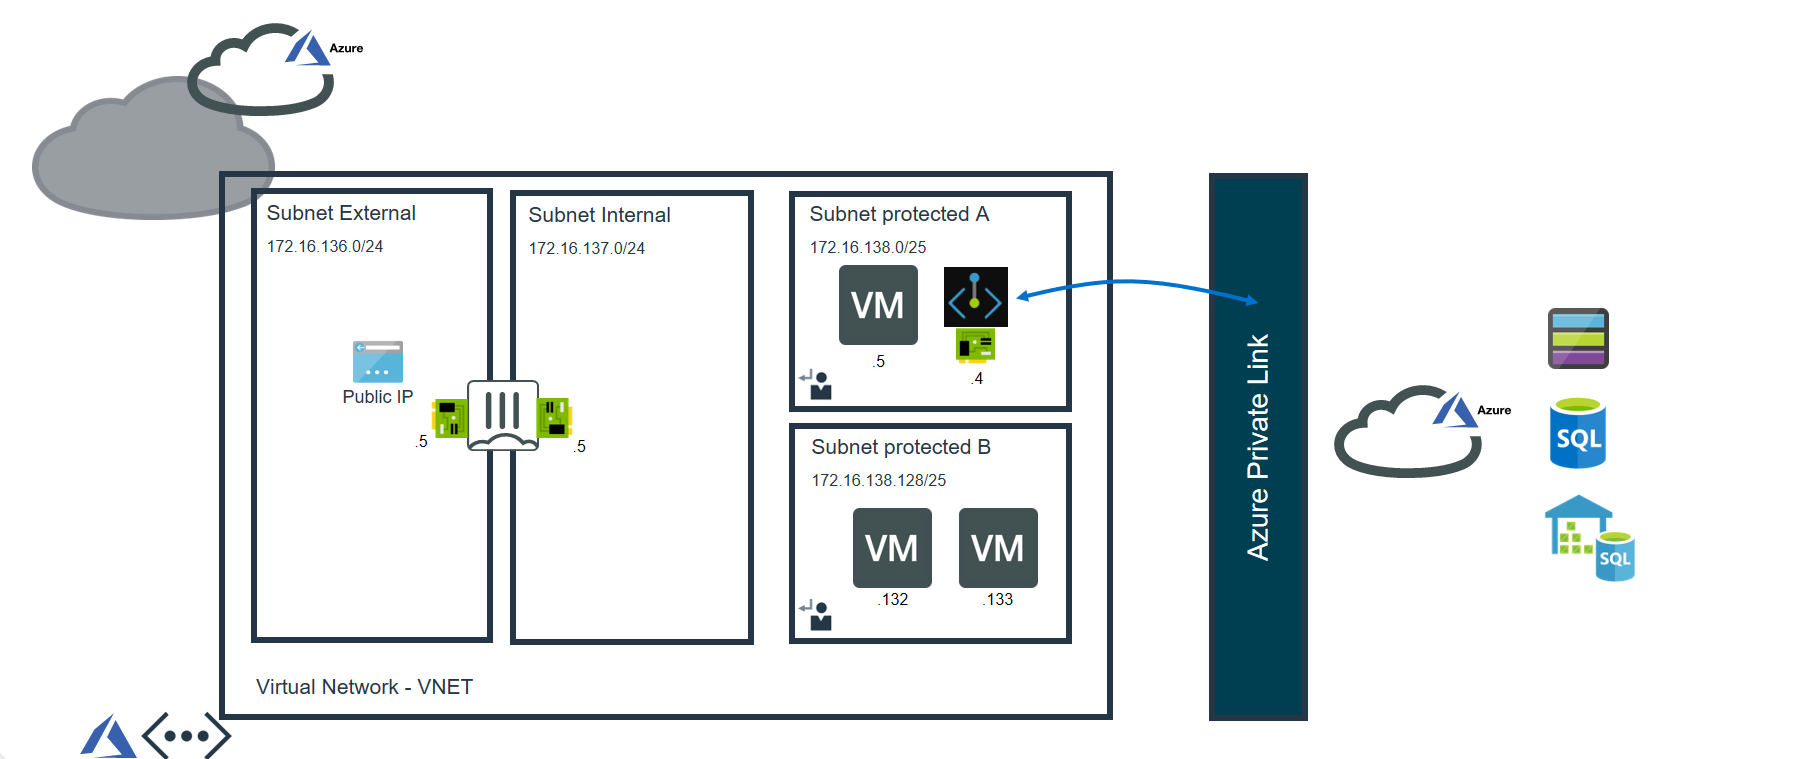 Azure
Subnet External
172.16.136.0/24
Public IP
.5
.5
Subnet Internal
172.16.137.0/24
Subnet protected A
172.16.138.0/25
VM
.5
.4
Subnet protected B
172.16.138.128/25
VM
VM
.132
.133
Virtual Network - VNET
Azure Private Link
Azure
SQL
SQL